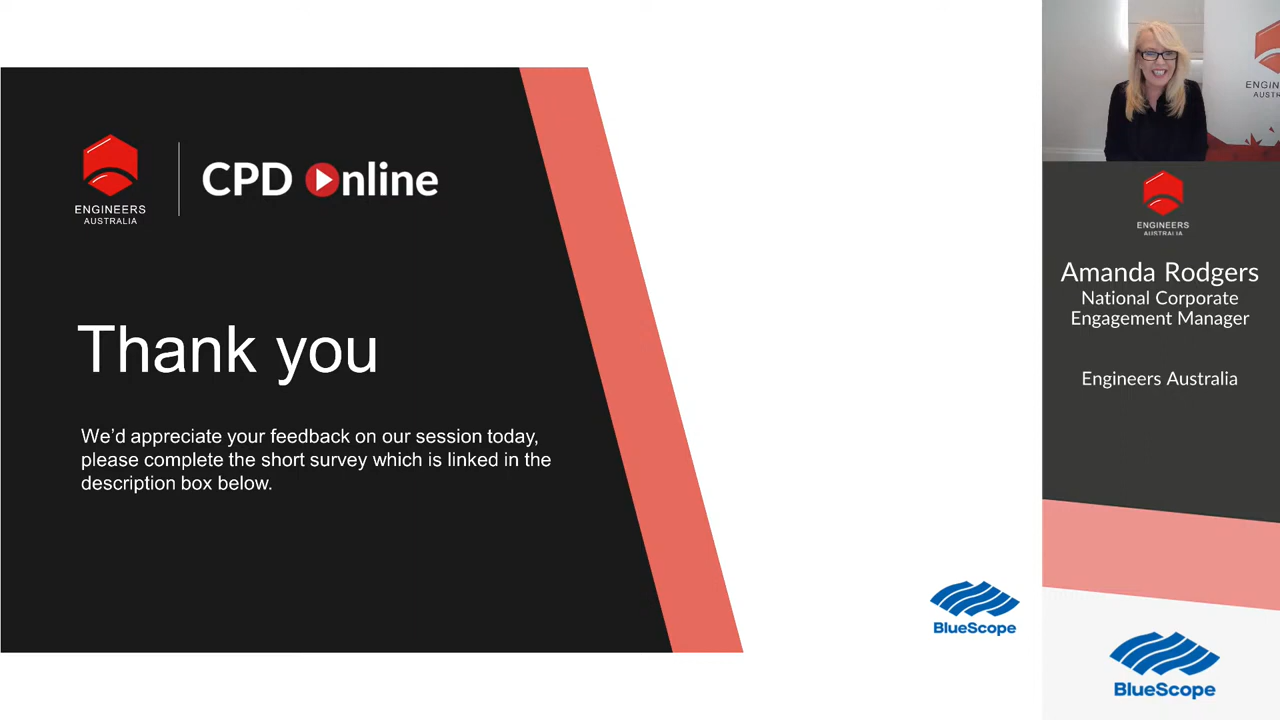 ENGINEERS
AUSTRALIA
CPD Online
Thank you
We'd appreciate your feedback on our session today,
please complete the short survey which is linked in the
description box below.
BlueScope
ENGIN
AUSTR
ENGINEERS
AUSTRALIA
Amanda Rodgers
National Corporate
Engagement Manager
Engineers Australia
BlueScope